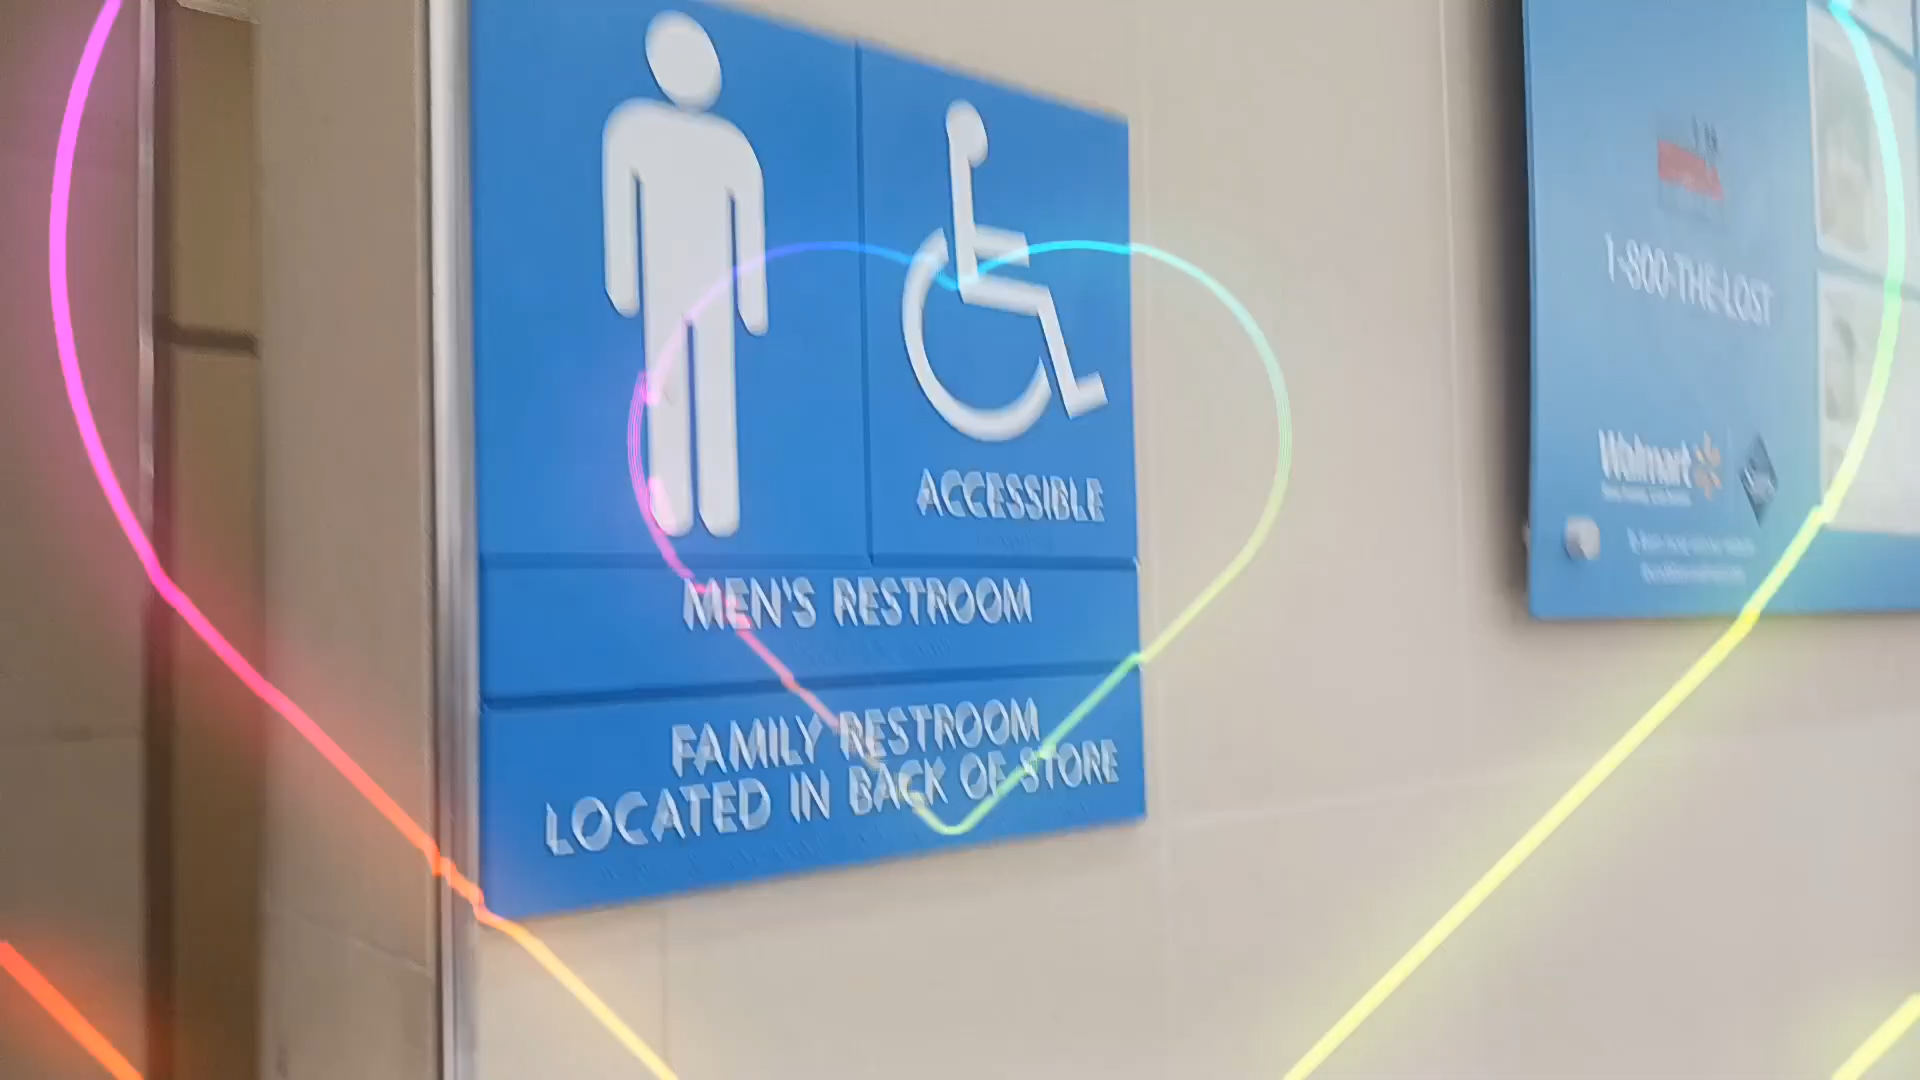 ACCESSIBLE
MEN'S RESTROOM
FAMILY RESTROOM
LOCATED IN BACK OF STORE
1-800-THE-LOST
Walmart